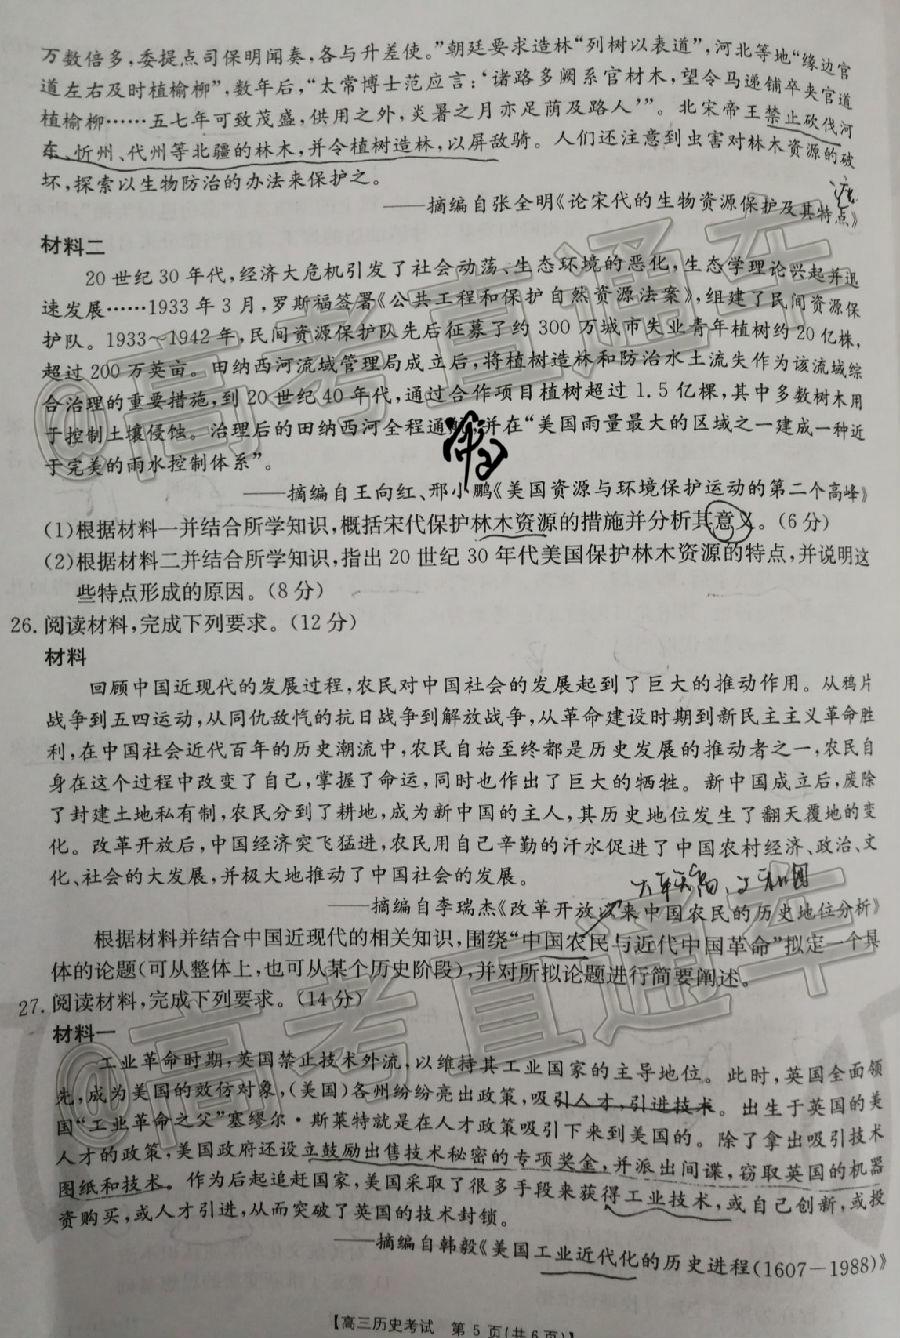 万数倍多，委提点司保明闻奏，各与升差使。”朝廷要求造林“列树以表道”，河北等地“缘边官
道左右及时植榆柳”，数年后，“太常博士范应言：‘诸路多阙系官材木，望令马递铺卒夹官道
植榆柳……五七年可致茂盛，供用之外，炎暑之月亦足荫及路人’”。北宋帝王禁止砍伐河
东、忻州、代州等北疆的林木，并令植树造林，以屏敌骑。人们还注意到虫害对林木资源的破
坏，探索以生物防治的办法来保护之。
——摘编自张全明《论宋代的生物资源保护及其特点》
材料二
20世纪30年代，经济大危机引发了社会动荡、生态环境的恶化，生态学理论兴起并迅
速发展……1933年3月，罗斯福签署《公共工程和保护自然资源法案》，组建了民间资源保
护队。1933～1942年，民间资源保护队先后征募了约300万城市失业青年植树约20亿株，
超过200万英亩。田纳西河流域管理局成立后，将植树造林和防治水土流失作为该流域综
合治理的重要措施，到20世纪40年代，通过合作项目植树超过1.5亿棵，其中多数树木用
于控制土壤侵蚀。治理后的田纳西河全程通航，并在“美国雨量最大的区域之一建成一种近
于完美的雨水控制体系”。
——摘编自王向红、邢小鹏《美国资源与环境保护运动的第二个高峰》
(1)根据材料一并结合所学知识，概括宋代保护林木资源的措施并分析其意义。(6分)
(2)根据材料二并结合所学知识，指出20世纪30年代美国保护林木资源的特点，并说明这
些特点形成的原因。(8分)
26.阅读材料，完成下列要求。(12分)
材料
回顾中国近现代的发展过程，农民对中国社会的发展起到了巨大的推动作用。从鸦片
战争到五四运动，从同仇敌忾的抗日战争到解放战争，从革命建设时期到新民主主义革命胜
利，在中国社会近代百年的历史潮流中，农民自始至终都是历史发展的推动者之一，农民自
身在这个过程中改变了自己，掌握了命运，同时也作出了巨大的牺牲。新中国成立后，废除
了封建土地私有制，农民分到了耕地，成为新中国的主人，其历史地位发生了翻天覆地的变
化。改革开放后，中国经济突飞猛进，农民用自己辛勤的汗水促进了中国农村经济、政治、文
化、社会的大发展，并极大地推动了中国社会的发展。
——摘编自李瑞杰《改革开放以来中国农民的历史地位分析》
根据材料并结合中国近现代的相关知识，围绕“中国农民与近代中国革命”拟定一个具
体的论题(可从整体上，也可从某个历史阶段)，并对所拟论题进行简要阐述。
27.阅读材料，完成下列要求。(14分)
材料一
工业革命时期，英国禁止技术外流，以维持其工业国家的主导地位。此时，英国全面领
先，成为美国的效仿对象，(美国)各州纷纷亮出政策，吸引人才，引进技术。出生于英国的美
国“工业革命之父”塞缪尔·斯莱特就是在人才政策吸引下来到美国的。除了拿出吸引技术
人才的政策，美国政府还设立鼓励出售技术秘密的专项奖金，并派出间谍，窃取英国的机器
图纸和技术。作为后起追赶国家，美国采取了很多手段来获得工业技术，或自己创新，或投
资购买，或人才引进，从而突破了英国的技术封锁。
——摘编自韩毅《美国工业近代化的历史进程(1607—1988)》
【高三历史考试　第5页(共6页)】
@高考直通车
@高考直通车